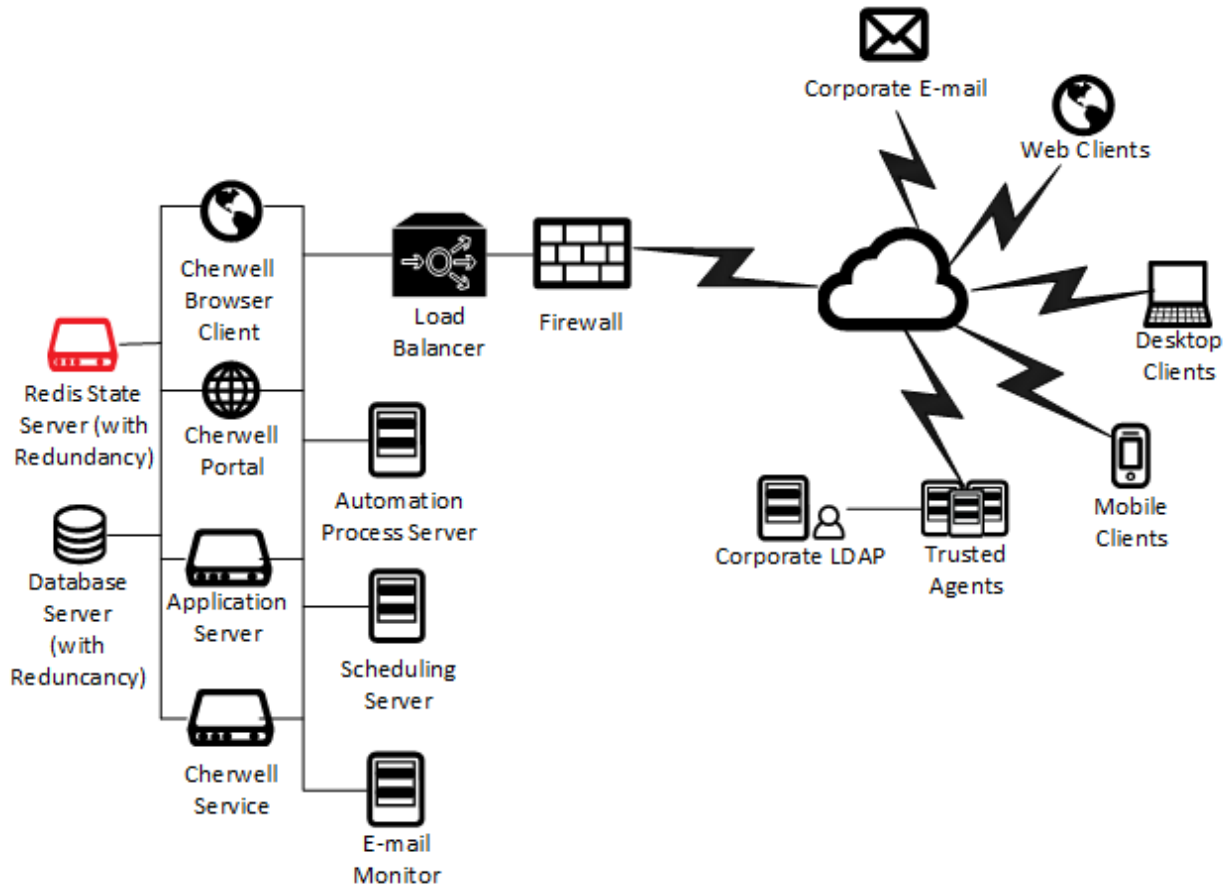 Corporate E-mail
Web Clients
Cherwell
Browser
Client
Load
Balancer
Firewall
Desktop
Clients
Redis State
Server (with
Redundancy)
Cherwell
Portal
Automation
Process Server
Corporate LDAP
Trusted
Agents
Mobile
Clients
Database
Server
(with
Reduncancy)
Application
Server
Scheduling
Server
Cherwell
Service
E-mail
Monitor